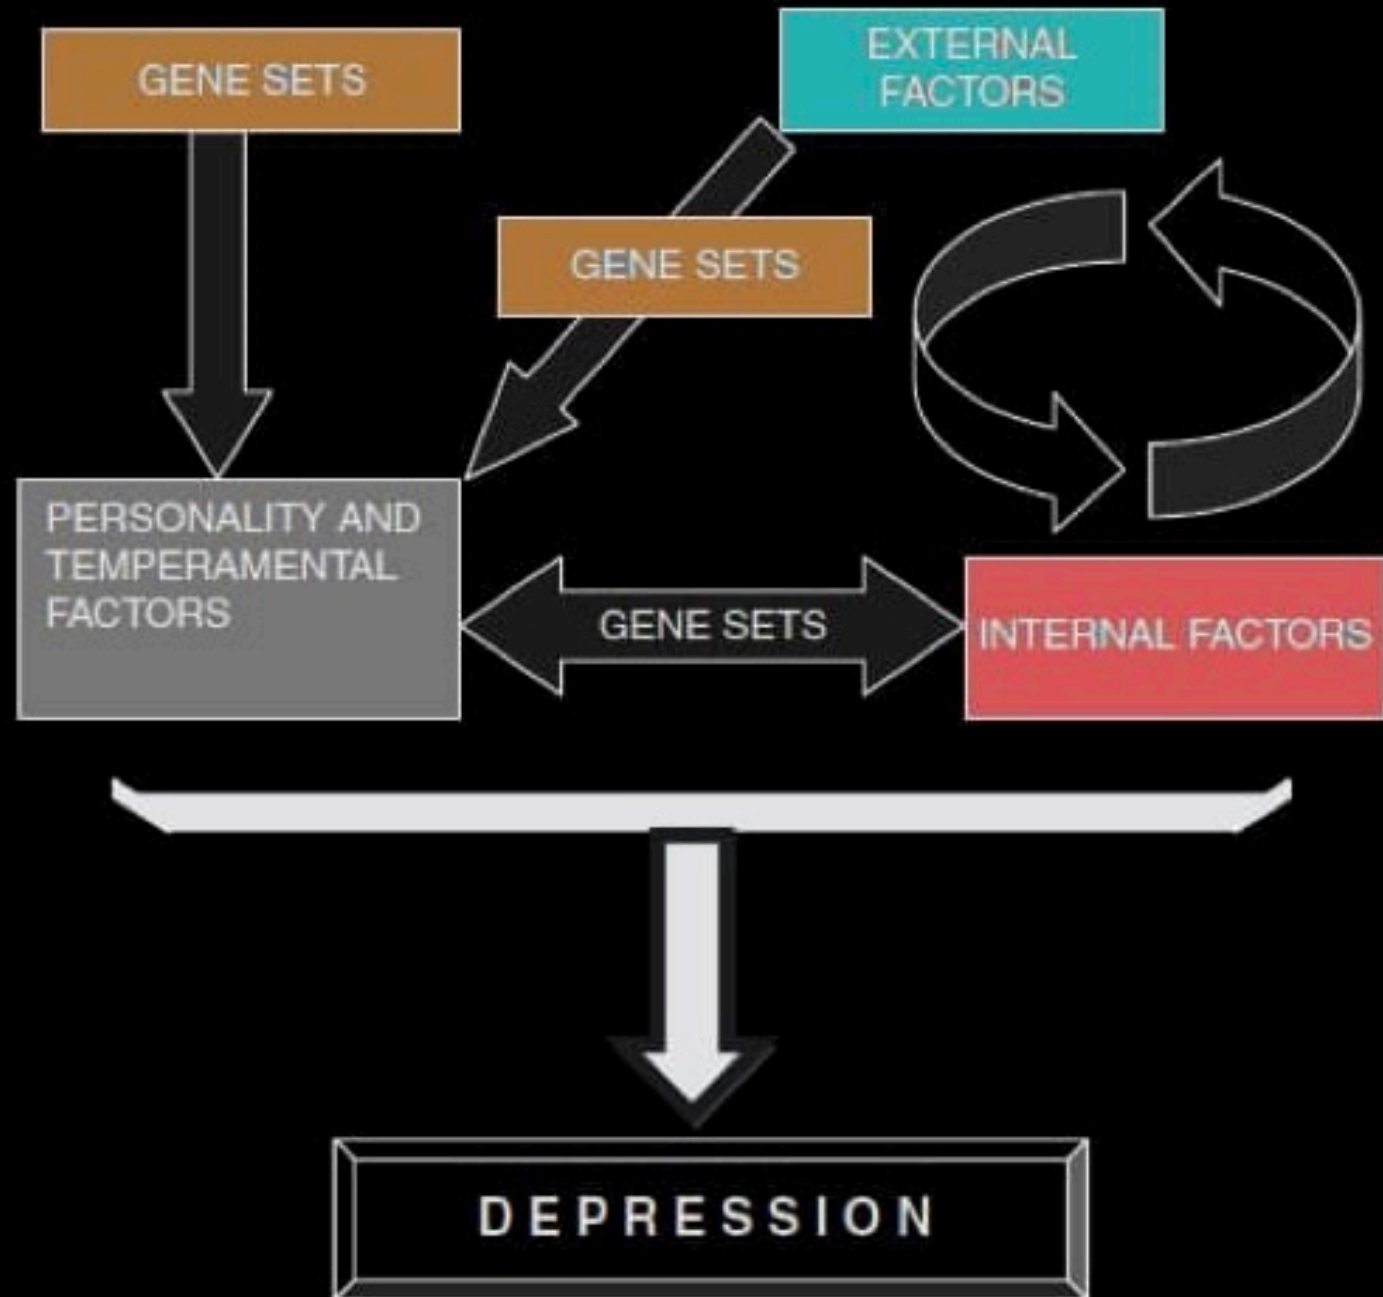 GENE SETS
EXTERNAL
FACTORS
GENE SETS
PERSONALITY AND
TEMPERAMENTAL
FACTORS
GENE SETS
INTERNAL FACTORS
DEPRESSION